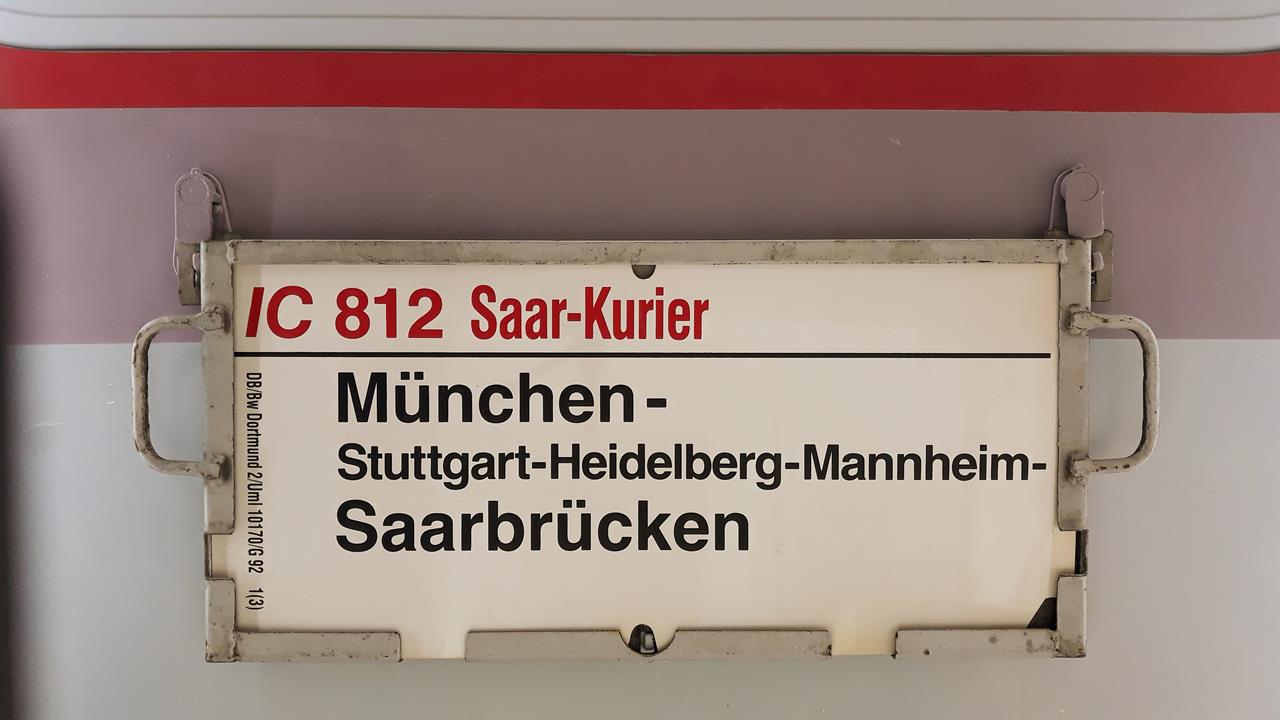 IC 812 Saar-Kurier
München-
Stuttgart-Heidelberg-Mannheim-
Saarbrücken
DB/Bw Dortmund 2/Uml 10170/G 92 1(3)